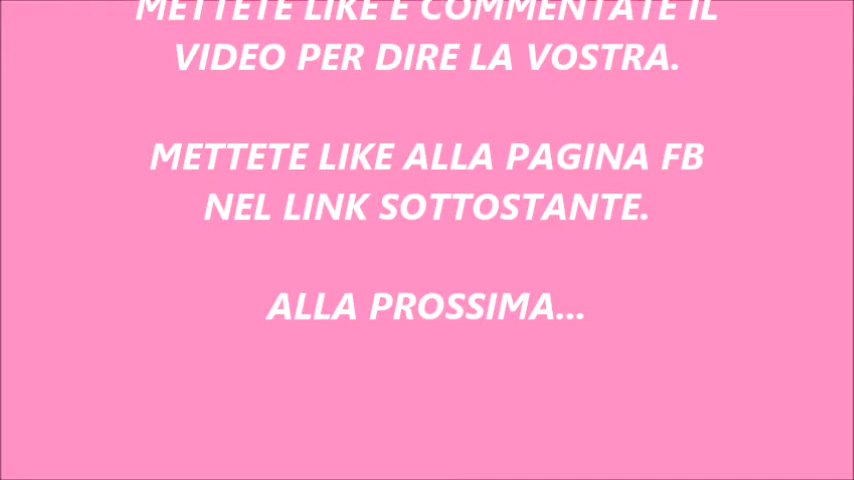 METTETE LIKE E COMMENTATE IL
VIDEO PER DIRE LA VOSTRA.
METTETE LIKE ALLA PAGINA FB
NEL LINK SOTTOSTANTE.
ALLA PROSSIMA...